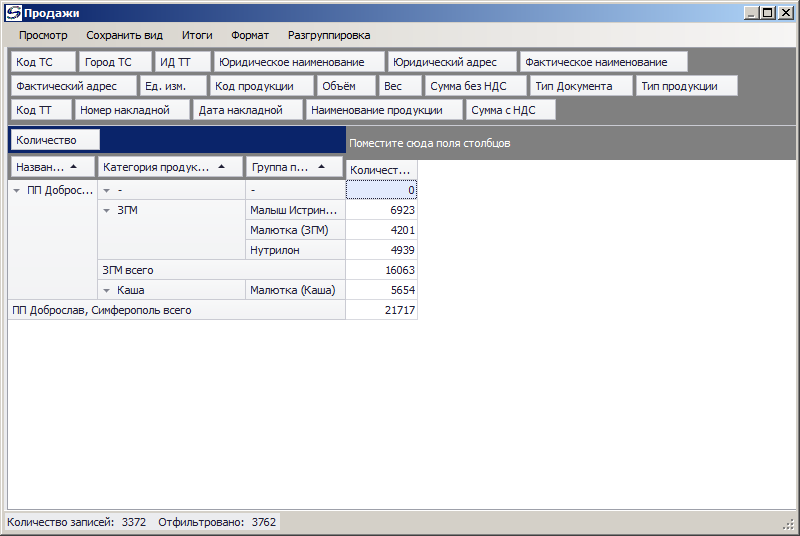 Продажи
Просмотр Сохранить вид Итоги Формат Разгруппировка
Код ТС Город ТС ИД ТТ Юридическое наименование Юридический адрес Фактическое наименование
Фактический адрес Ед. изм. Код продукции Объём Вес Сумма без НДС Тип Документа Тип продукции
Код ТТ Номер накладной Дата накладной Наименование продукции Сумма с НДС
Количество Поместите сюда поля столбцов
Назван... Категория продук... Группа п... Количест...
ПП Доброс... - - 0
ЗГМ Малыш Истрин... 6923
Малютка (ЗГМ) 4201
Нутрилон 4939
ЗГМ всего 16063
Каша Малютка (Каша) 5654
ПП Доброслав, Симферополь всего 21717
Количество записей: 3372 Отфильтровано: 3762